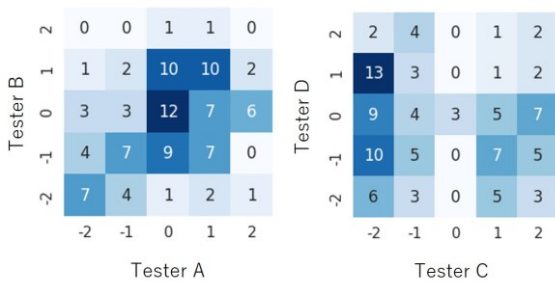 Tester B
2 0 0 1 1 0
1 1 2 10 10 2
0 3 3 12 7 6
-1 4 7 9 7 0
-2 7 4 1 2 1
-2 -1 0 1 2
Tester A
Tester D
2 2 4 0 1 2
1 13 3 0 1 2
0 9 4 3 5 7
-1 10 5 0 7 5
-2 6 3 0 5 3
-2 -1 0 1 2
Tester C